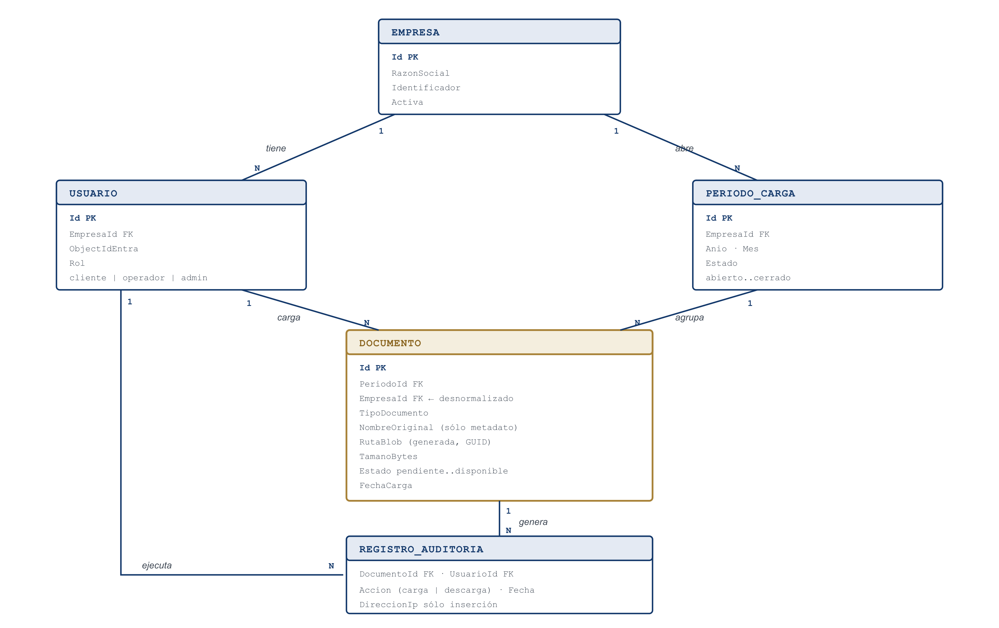 EMPRESA
Id PK
RazonSocial
Identificador
Activa
1
1
tiene
abre
N
N
USUARIO
Id PK
EmpresaId FK
ObjectIdEntra
Rol
cliente | operador | admin
PERIODO_CARGA
Id PK
EmpresaId FK
Anio · Mes
Estado
abierto..cerrado
1
1
carga
N
1
agrupa
N
DOCUMENTO
Id PK
PeriodoId FK
EmpresaId FK ← desnormalizado
TipoDocumento
NombreOriginal (sólo metadato)
RutaBlob (generada, GUID)
TamanoBytes
Estado pendiente..disponible
FechaCarga
1
genera
N
ejecuta
N
REGISTRO_AUDITORIA
DocumentoId FK · UsuarioId FK
Accion (carga | descarga) · Fecha
DireccionIp sólo inserción